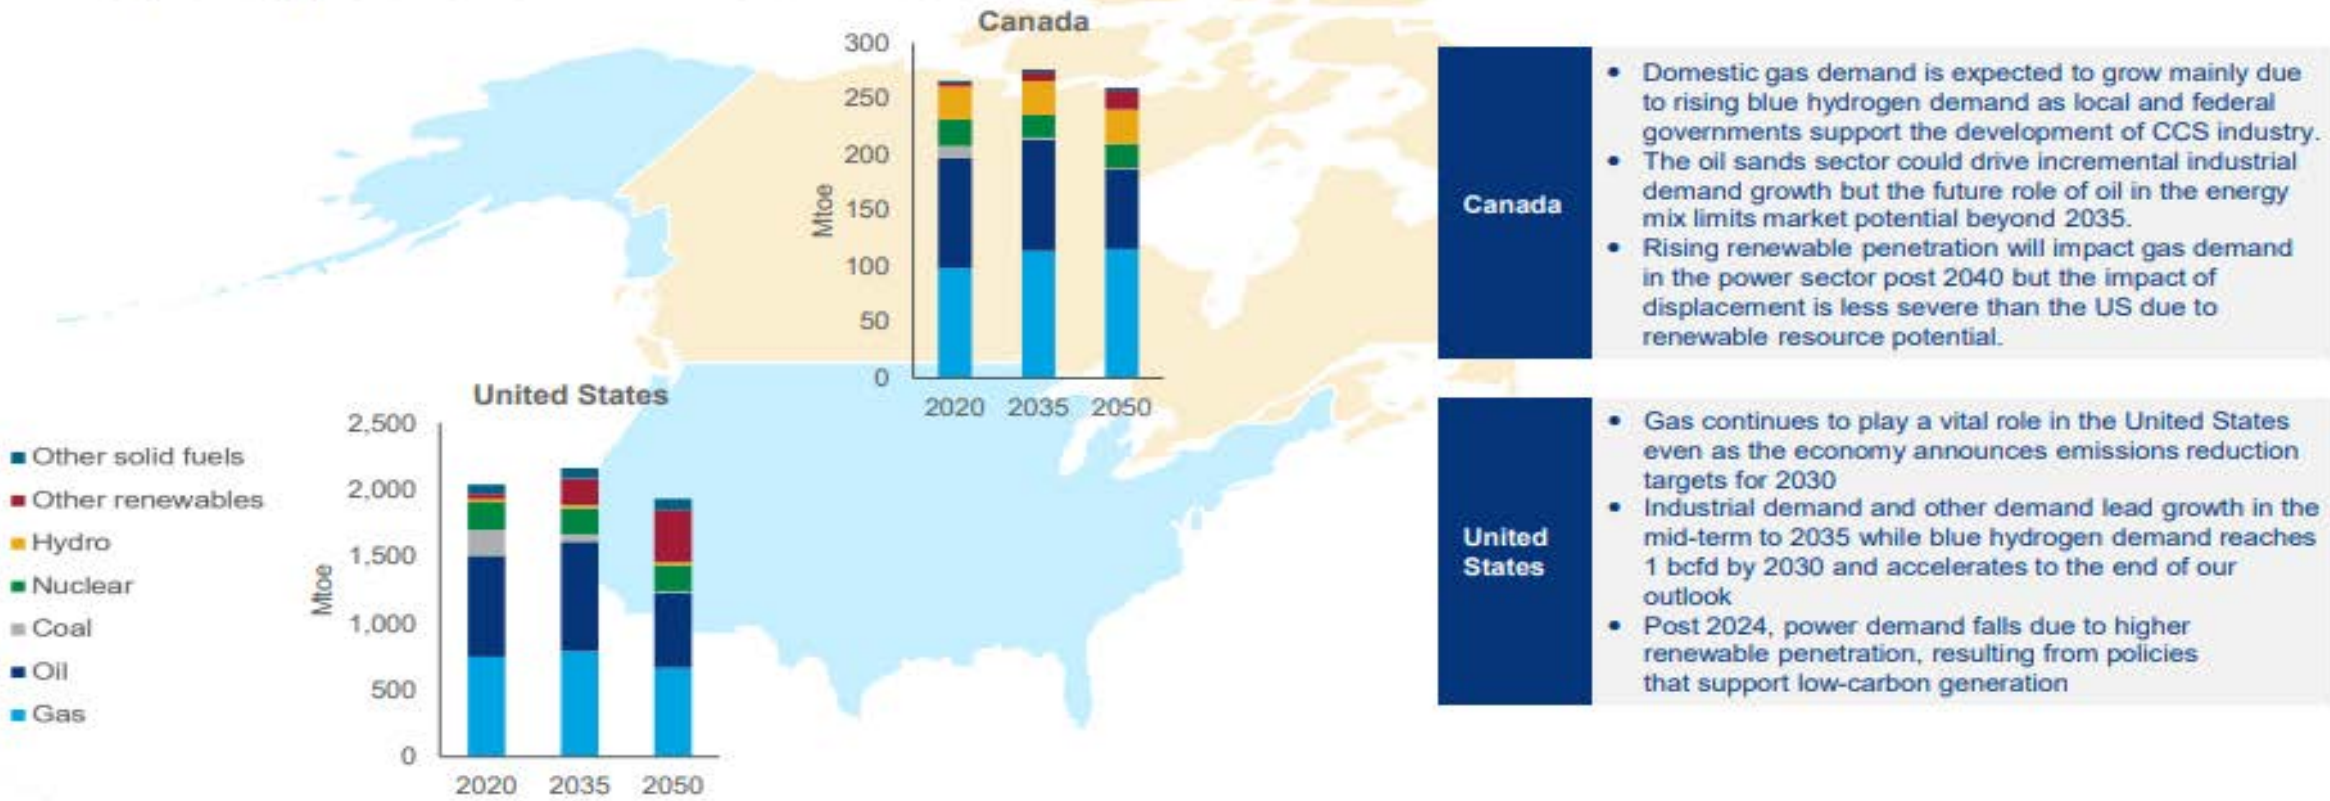 Canada
300
250
200
150
100
50
0
Mtoe
2020 2035 2050
United States
2,500
2,000
1,500
1,000
500
0
Mtoe
2020 2035 2050
Other solid fuels
Other renewables
Hydro
Nuclear
Coal
Oil
Gas
Canada
• Domestic gas demand is expected to grow mainly due
to rising blue hydrogen demand as local and federal
governments support the development of CCS industry.
• The oil sands sector could drive incremental industrial
demand growth but the future role of oil in the energy
mix limits market potential beyond 2035.
• Rising renewable penetration will impact gas demand
in the power sector post 2040 but the impact of
displacement is less severe than the US due to
renewable resource potential.
United
States
• Gas continues to play a vital role in the United States
even as the economy announces emissions reduction
targets for 2030
• Industrial demand and other demand lead growth in the
mid-term to 2035 while blue hydrogen demand reaches
1 bcfd by 2030 and accelerates to the end of our
outlook
• Post 2024, power demand falls due to higher
renewable penetration, resulting from policies
that support low-carbon generation